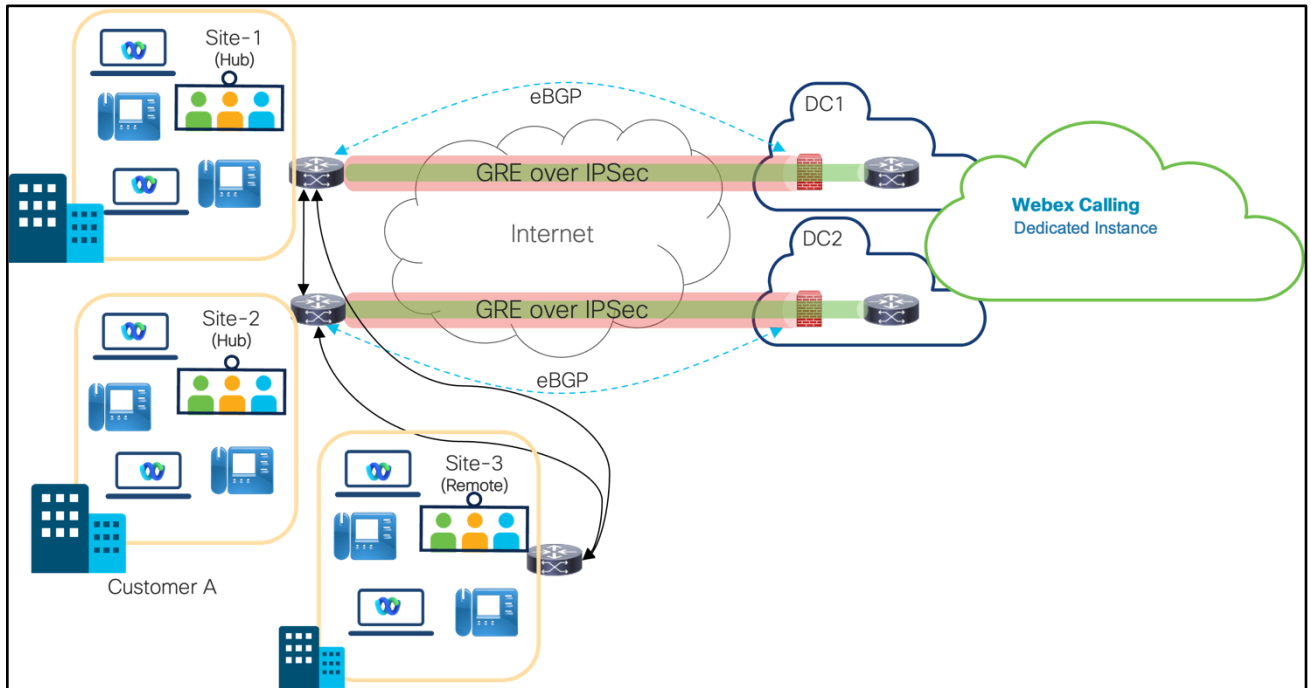 Site-1
(Hub)
eBGP
DC1
GRE over IPSec
Webex Calling
Dedicated Instance
Internet
DC2
Site-2
(Hub)
GRE over IPSec
eBGP
Site-3
(Remote)
Customer A